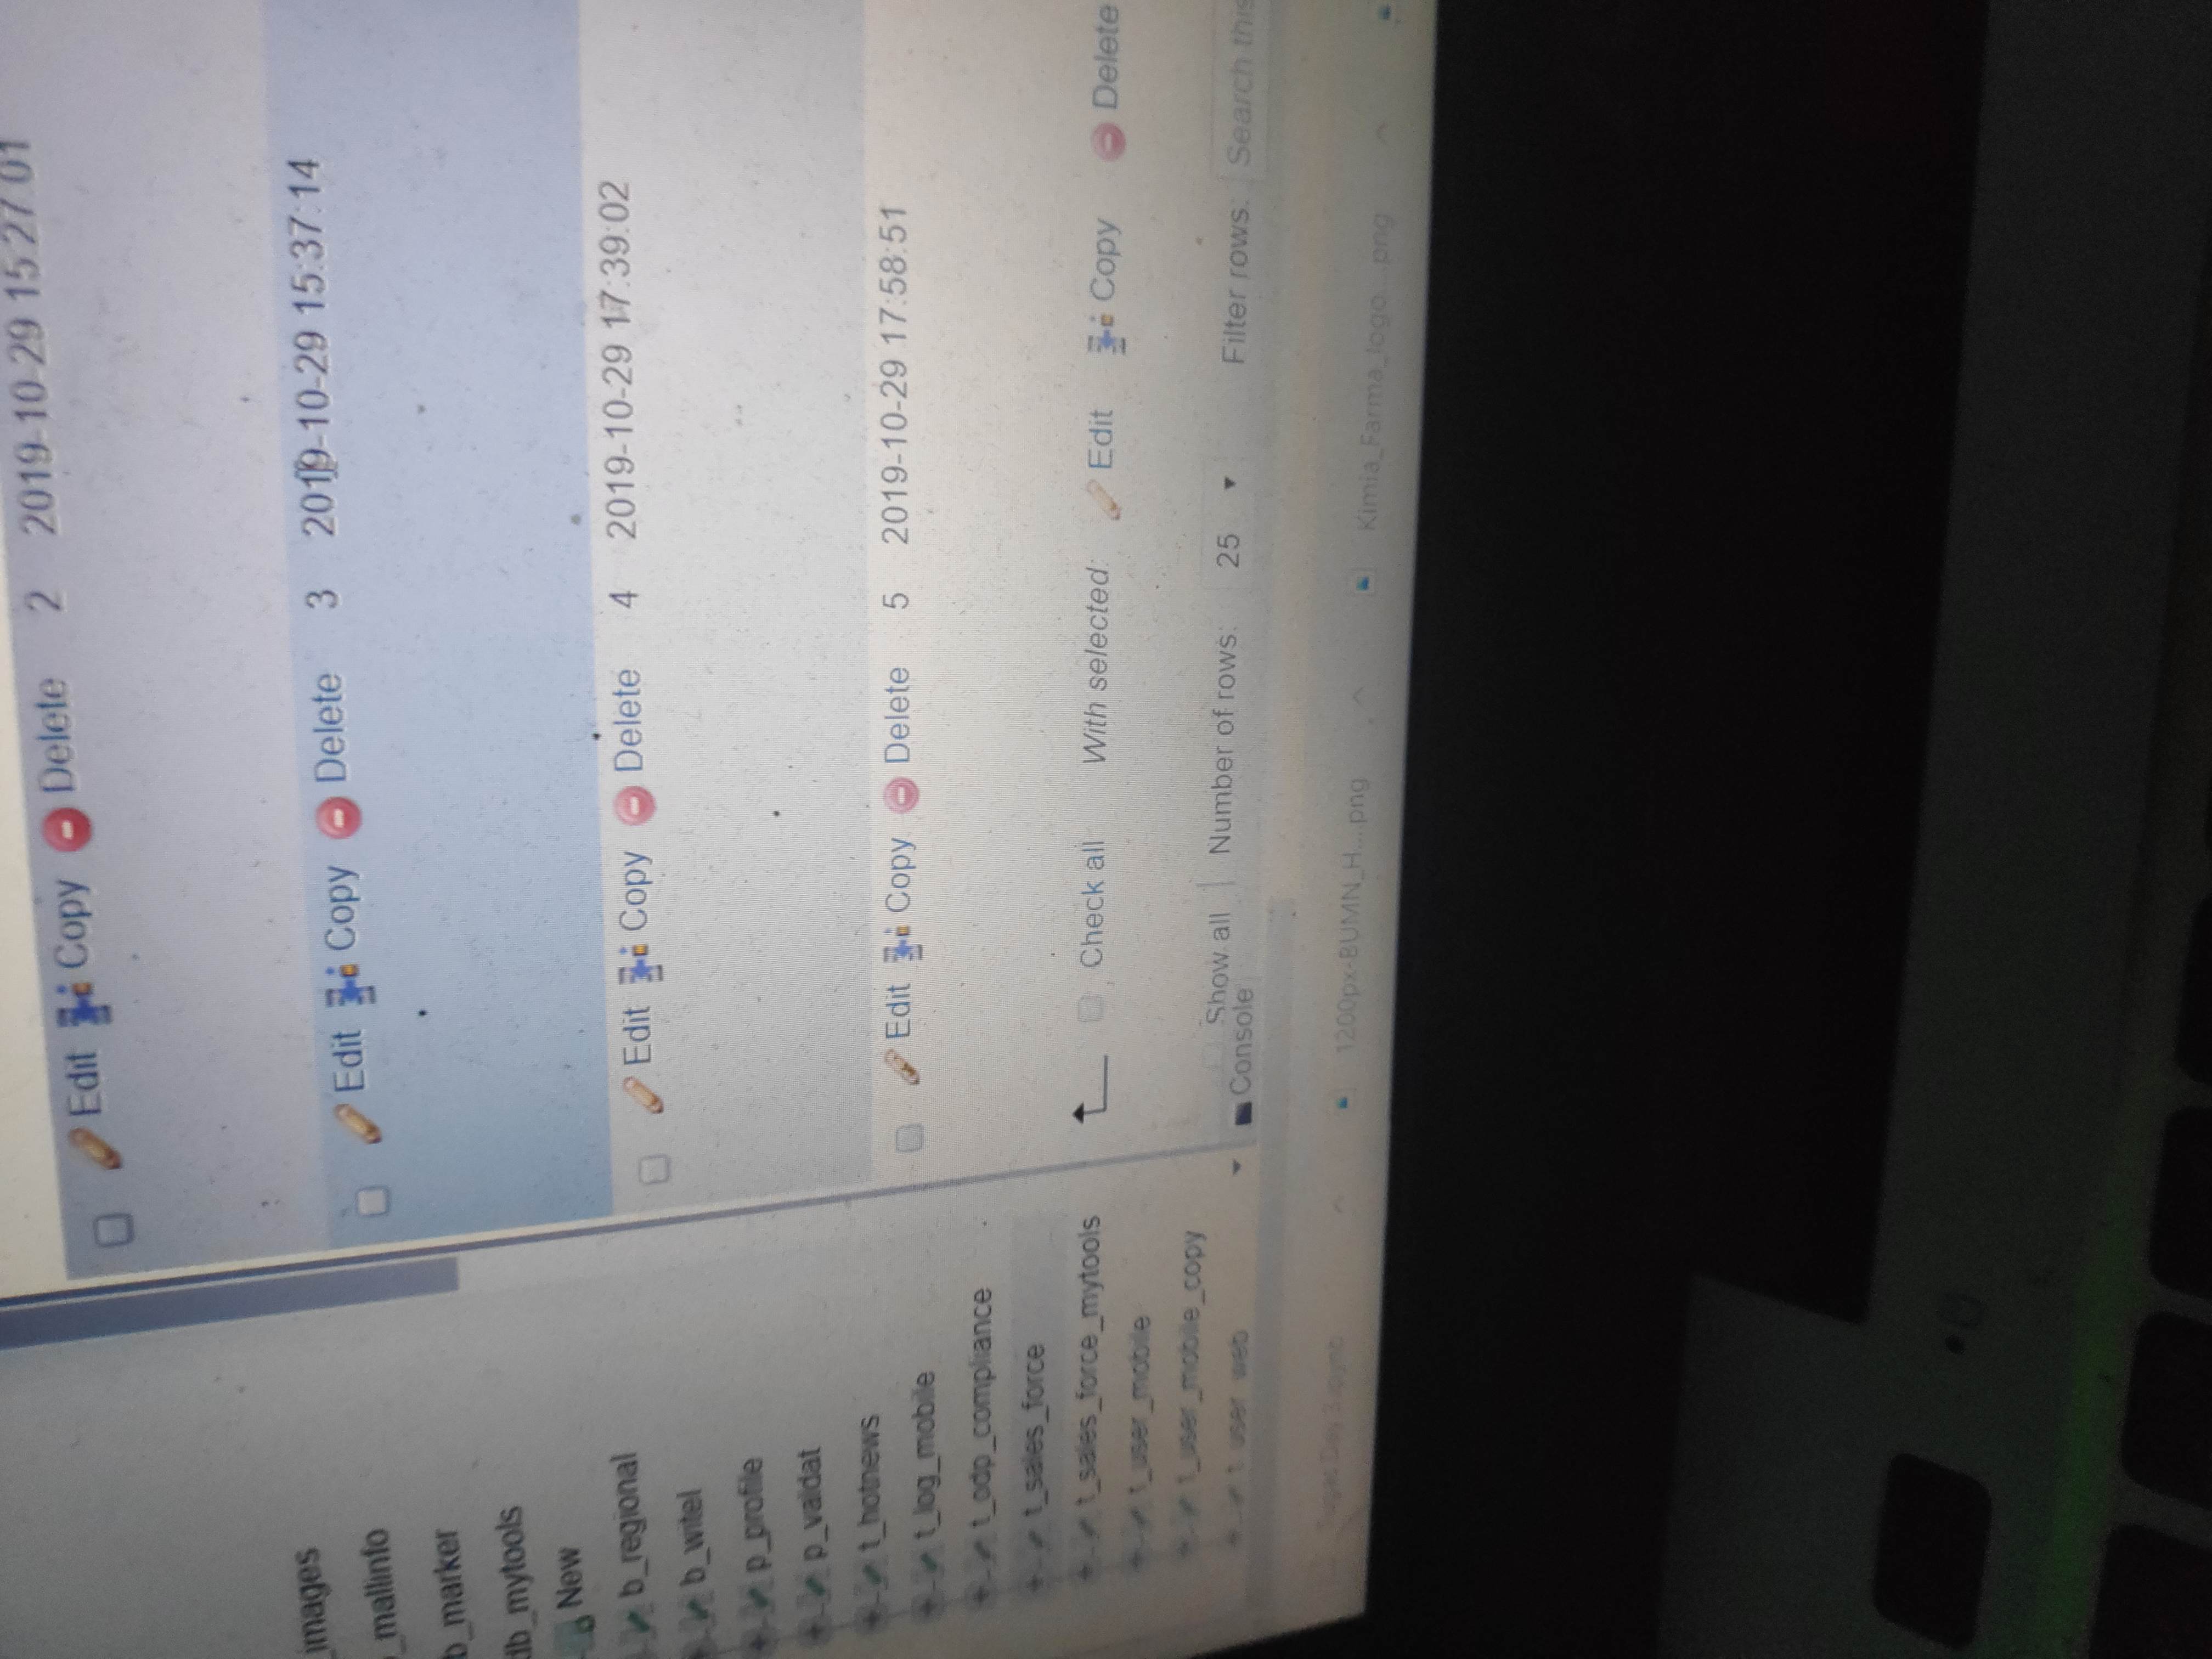 Edit Copy Delete 2 2019-10-29 15:27:01
Edit Copy Delete 3 2019-10-29 15:37:14
Edit Copy Delete 4 2019-10-29 17:39:02
Edit Copy Delete 5 2019-10-29 17:58:51
Check all With selected: Edit Copy Delete
Show all Number of rows: 25 Filter rows: Search this
Console
_images
_mallinfo
b_marker
db_mytools
New
b_regional
b_witel
p_profile
p_valdat
t_hotnews
t_log_mobile
t_odp_compliance
t_sales_force
t_sales_force_mytools
t_user_mobile
t_user_mobile_copy
t_user_web
1200px-BUMN_H....png
Kimia_Farma_logo....png